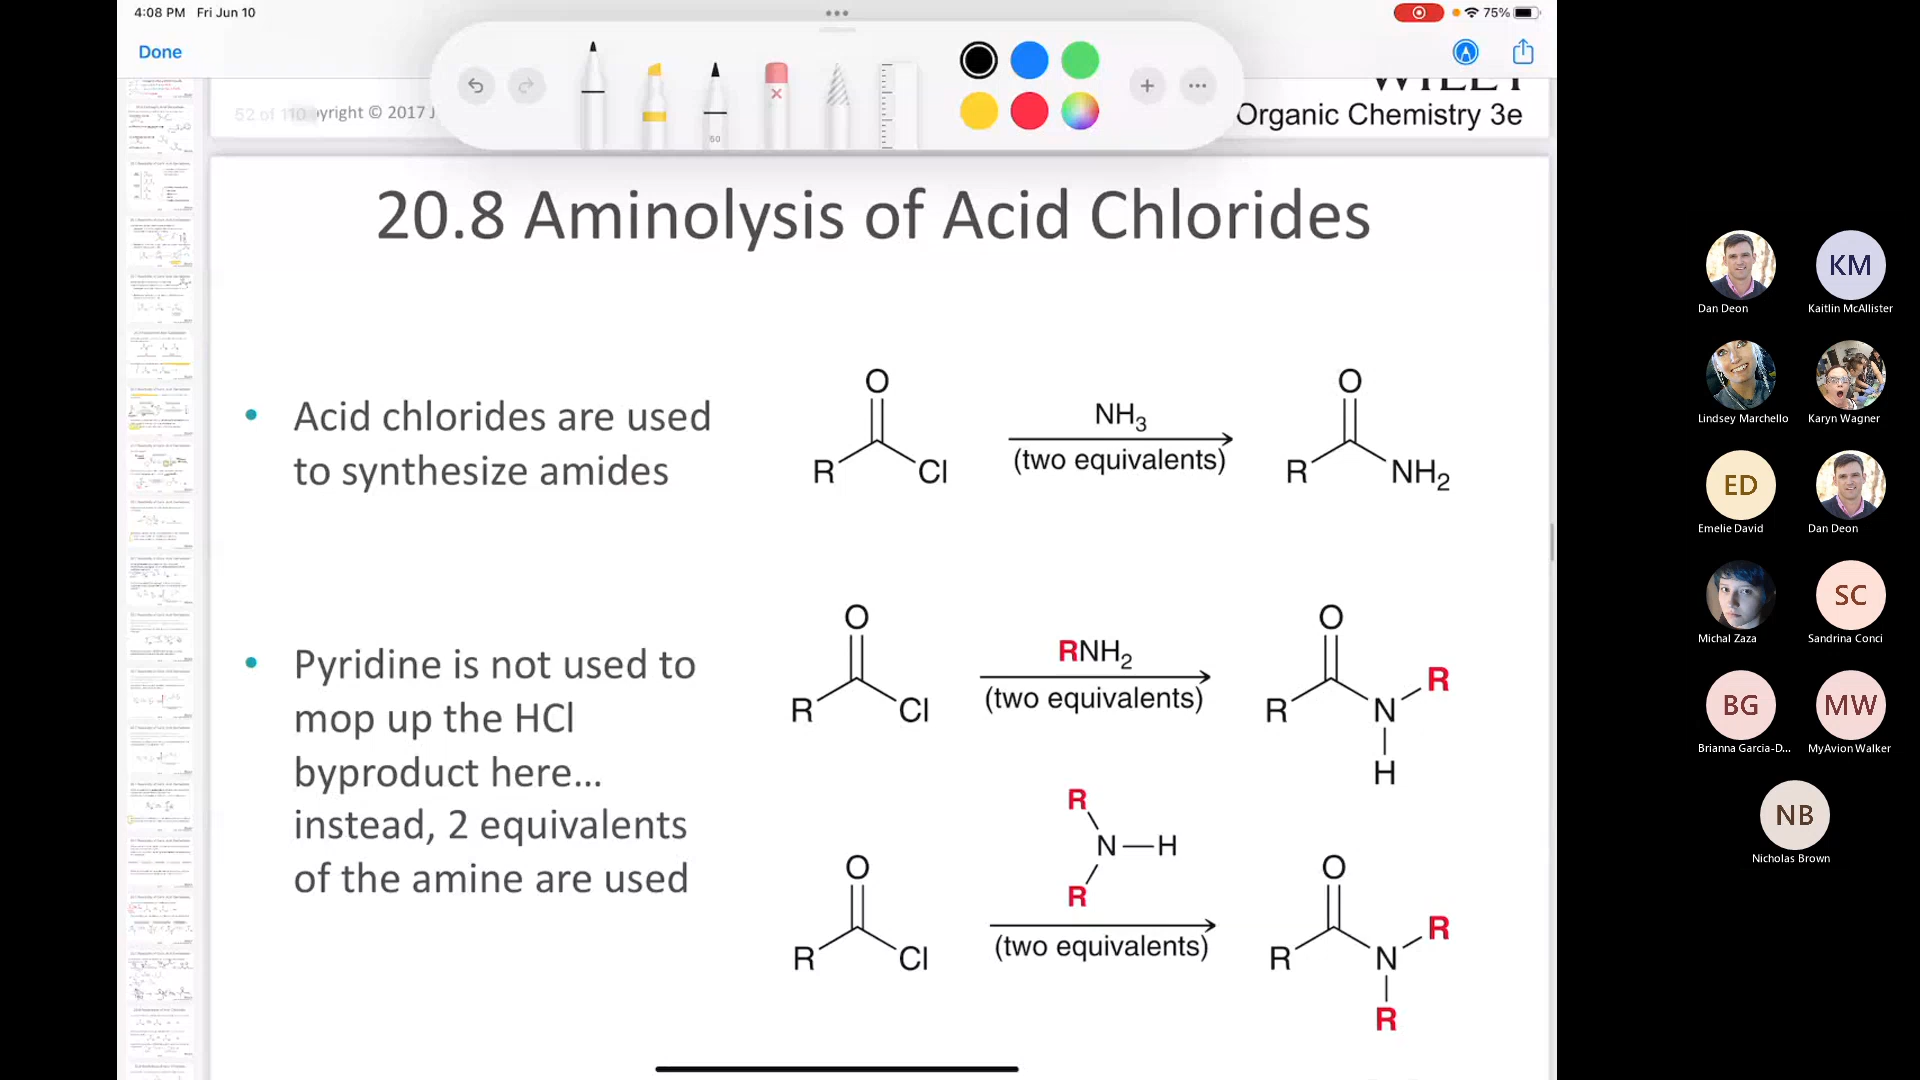 4:08 PM Fri Jun 10
75%
Done
50
52 of 110
yright © 2017 J
WILEY
Organic Chemistry 3e
20.8 Aminolysis of Acid Chlorides
• Acid chlorides are used
to synthesize amides
O
R
Cl
NH3
(two equivalents)
O
R
NH2
• Pyridine is not used to
mop up the HCl
byproduct here...
instead, 2 equivalents
of the amine are used
O
R
Cl
RNH2
(two equivalents)
O
R
N
R
H
O
R
Cl
R
N—H
R
(two equivalents)
O
R
N
R
R
Dan Deon
KM
Kaitlin McAllister
Lindsey Marchello
Karyn Wagner
ED
Emelie David
Dan Deon
Michal Zaza
SC
Sandrina Conci
BG
Brianna Garcia-D...
MW
MyAvion Walker
NB
Nicholas Brown